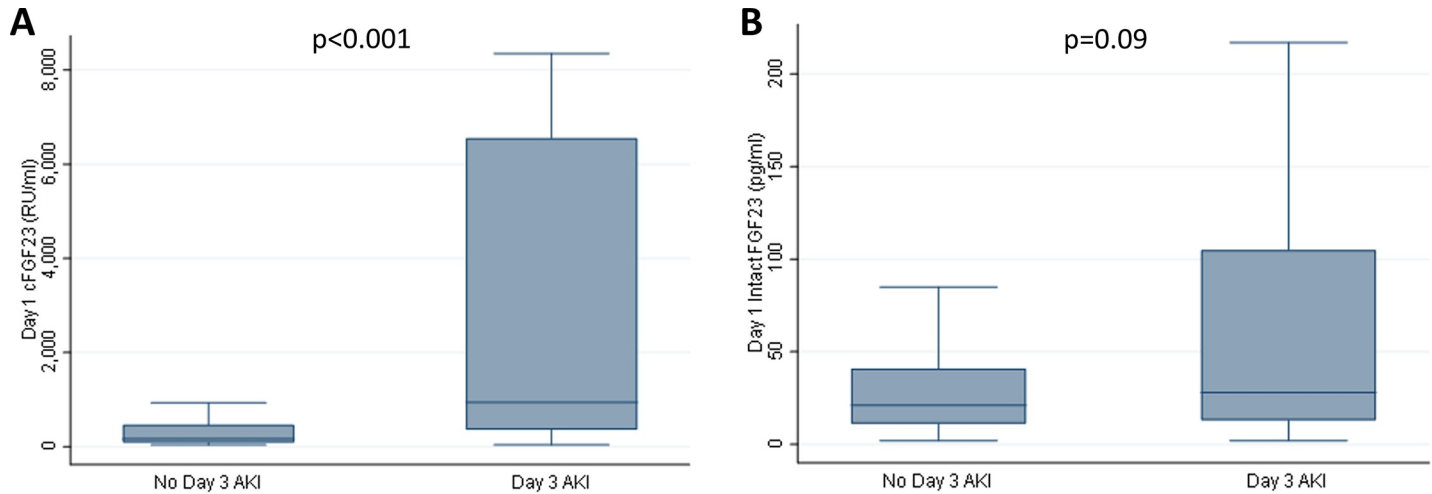 A
p<0.001
Day 1 cFGF23 (RU/ml)
8,000
6,000
4,000
2,000
0
No Day 3 AKI
Day 3 AKI
B
p=0.09
Day 1 Intact FGF23 (pg/ml)
200
150
100
50
0
No Day 3 AKI
Day 3 AKI